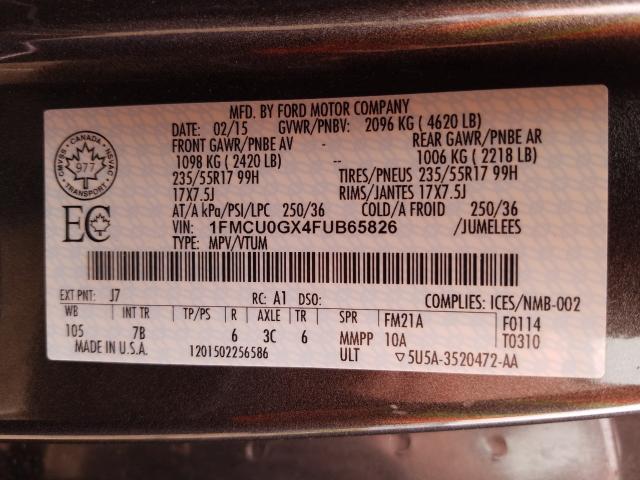 MFD. BY FORD MOTOR COMPANY
DATE: 02/15 GVWR/PNBV: 2096 KG ( 4620 LB)
FRONT GAWR/PNBE AV - REAR GAWR/PNBE AR
1098 KG ( 2420 LB) -- 1006 KG ( 2218 LB)
235/55R17 99H TIRES/PNEUS 235/55R17 99H
17X7.5J RIMS/JANTES 17X7.5J
AT/A kPa/PSI/LPC 250/36 COLD/A FROID 250/36
VIN: 1FMCU0GX4FUB65826 /JUMELEES
TYPE: MPV/VTUM
CMVSS · CANADA · NSVAC
977
TRANSPORT
EC
EXT PNT: J7 RC: A1 DSO: COMPLIES: ICES/NMB-002
WB INT TR TP/PS R AXLE TR SPR FM21A F0114
105 7B 6 3C 6 MMPP 10A T0310
MADE IN U.S.A. 1201502256586 ULT ▽5U5A-3520472-AA